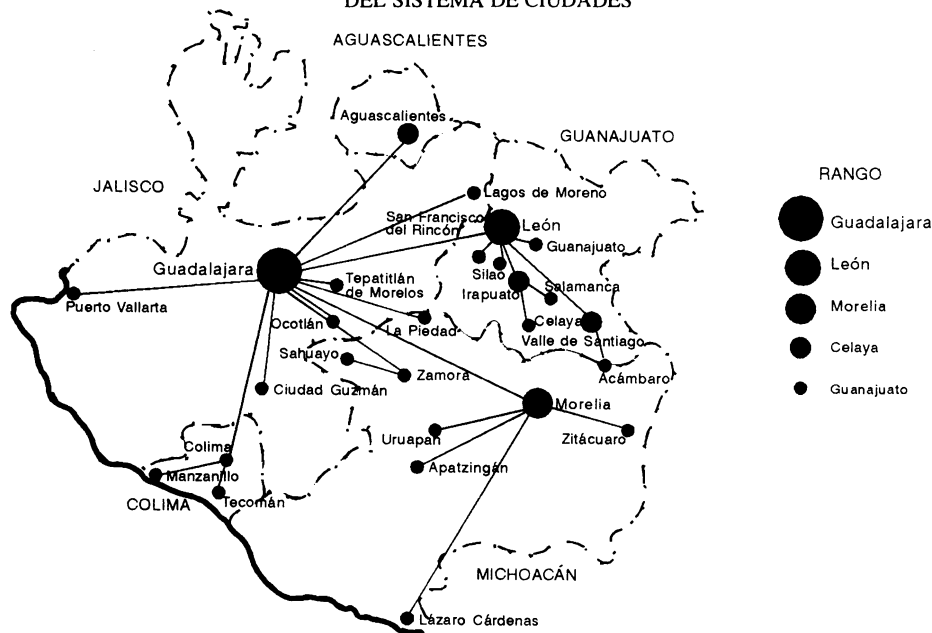 DEL SISTEMA DE CIUDADES
AGUASCALIENTES
Aguascalientes
GUANAJUATO
JALISCO
Lagos de Moreno
San Francisco
del Rincón
León
Guanajuato
Silao
Irapuato
Salamanca
Celaya
Valle de Santiago
Acámbaro
Guadalajara
Tepatitlán
de Morelos
Puerto Vallarta
Ocotlán
La Piedad
Sahuayo
Zamora
Ciudad Guzmán
Morelia
Uruapan
Zitácuaro
Apatzingán
Colima
Manzanillo
COLIMA
Tecomán
MICHOACÁN
Lázaro Cárdenas
RANGO
Guadalajara
León
Morelia
Celaya
Guanajuato